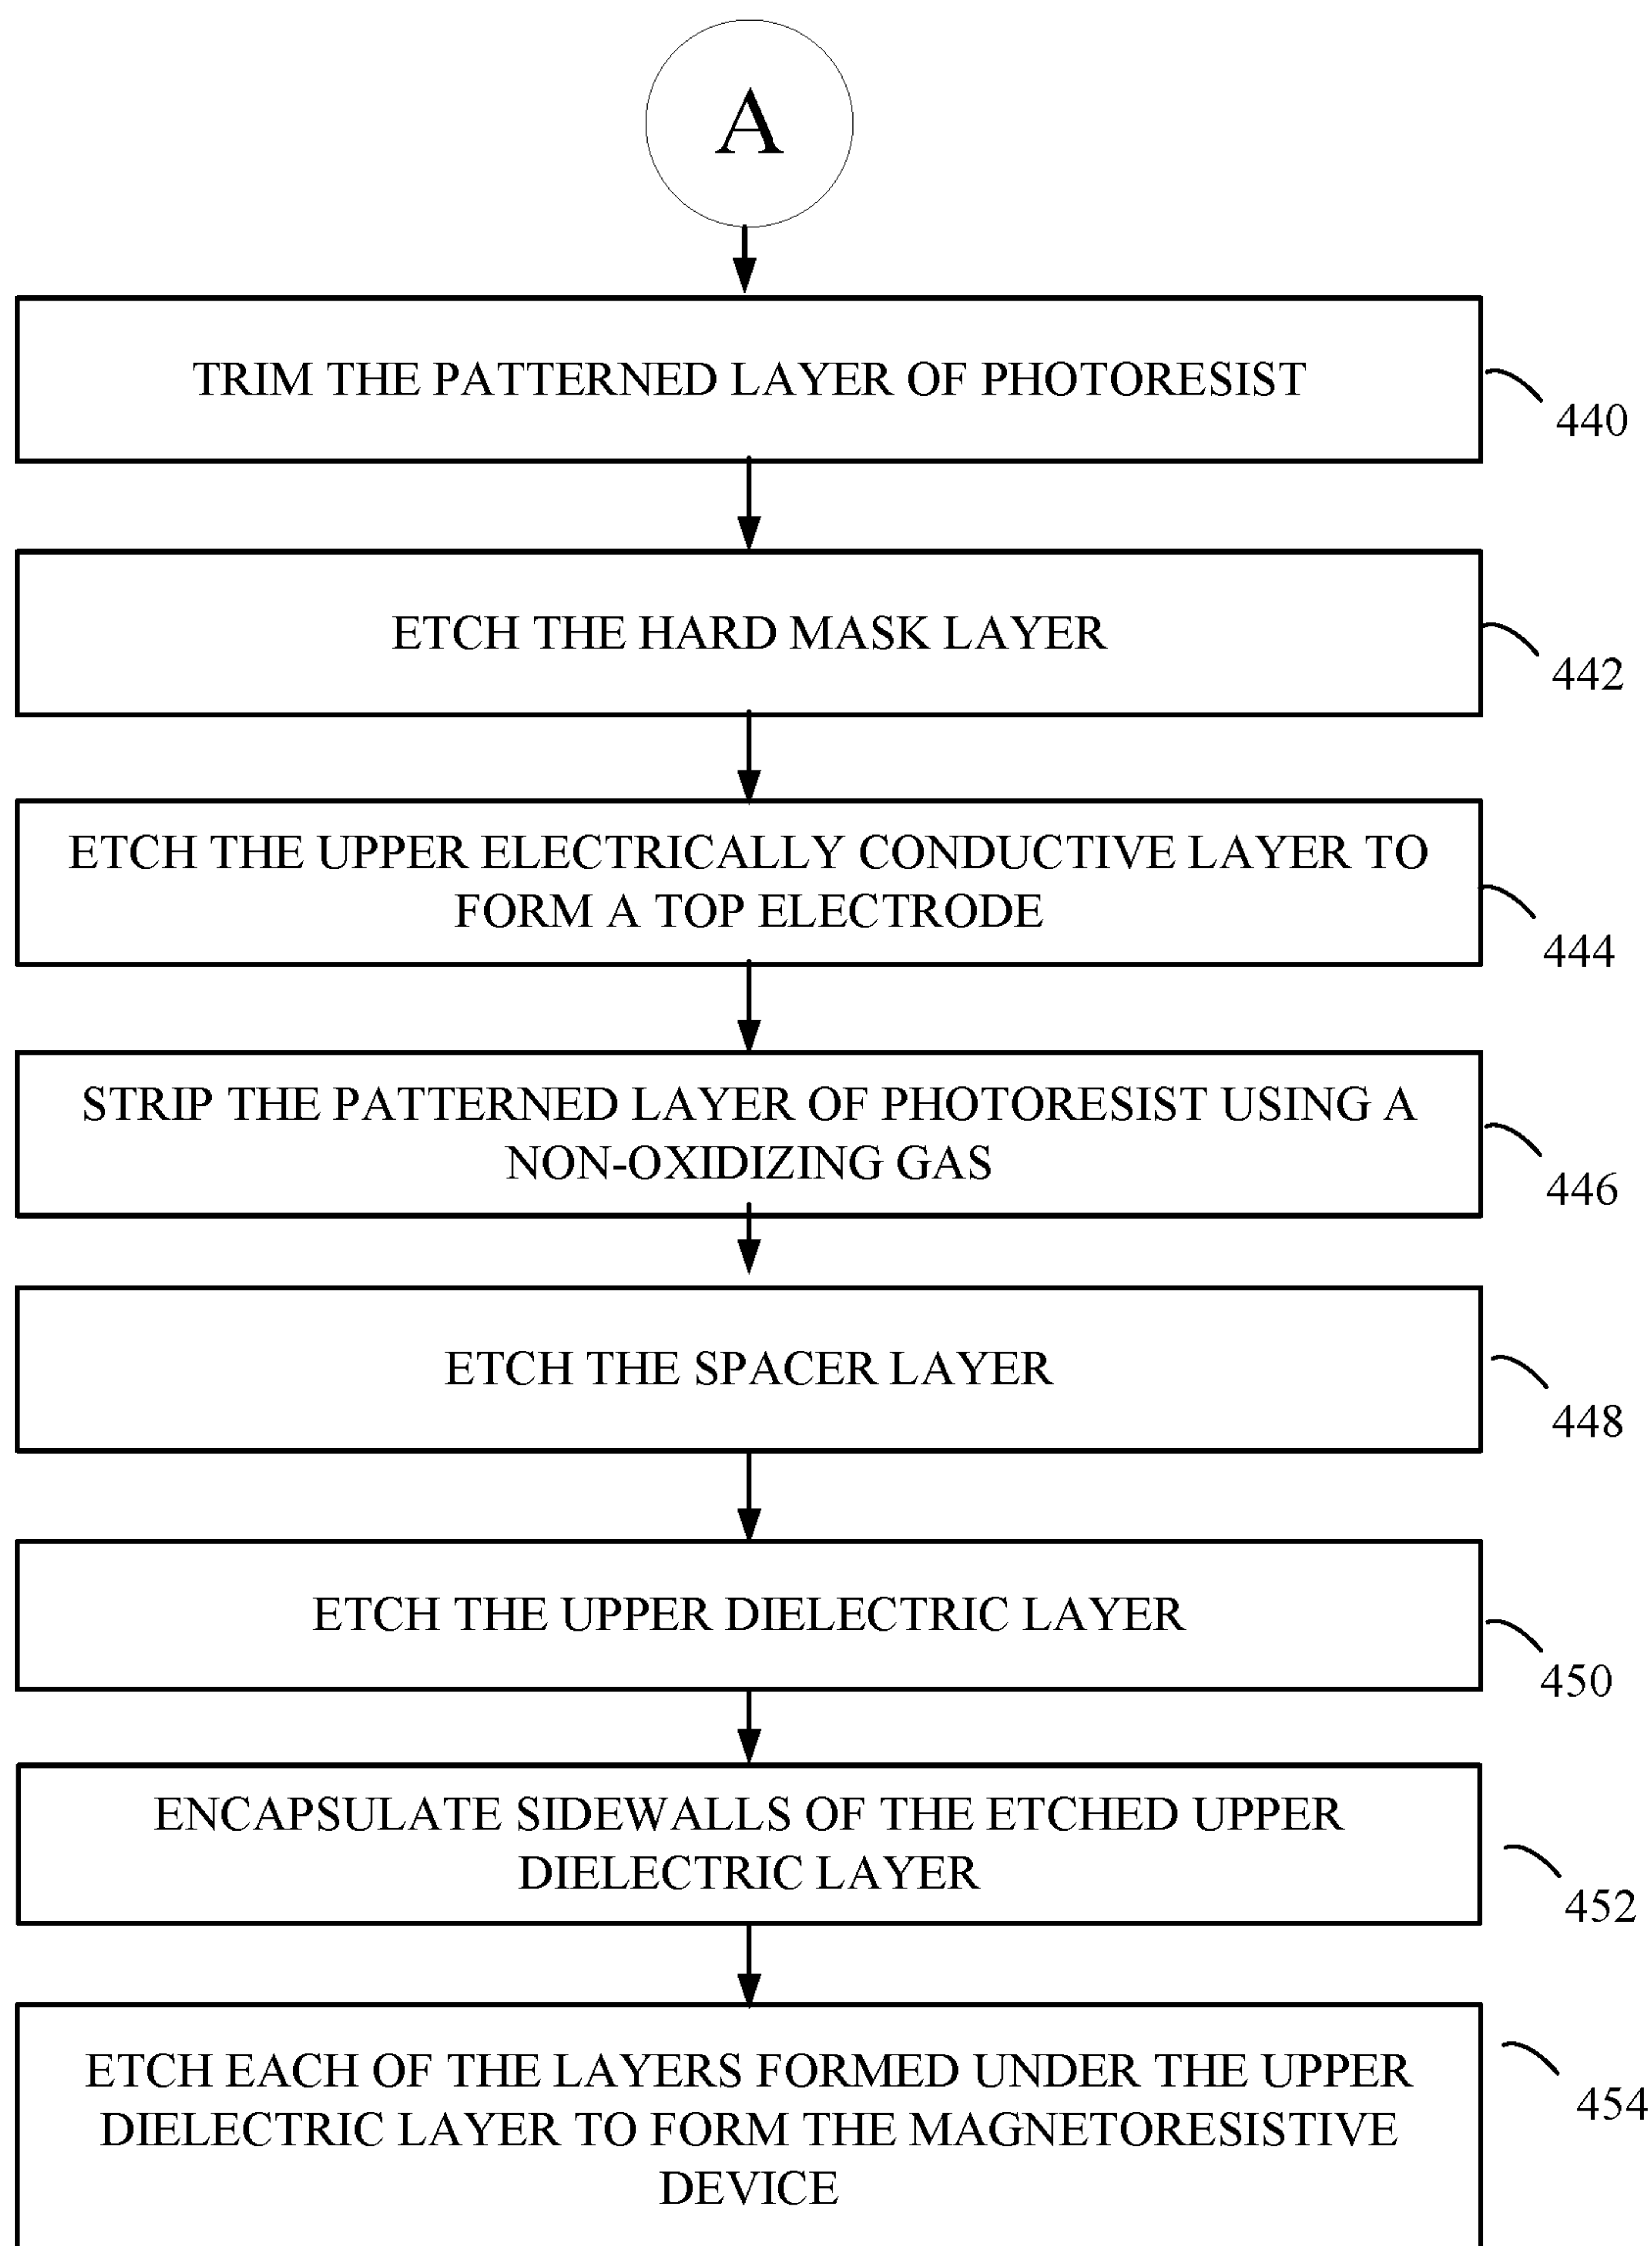 A
TRIM THE PATTERNED LAYER OF PHOTORESIST
440
ETCH THE HARD MASK LAYER
442
ETCH THE UPPER ELECTRICALLY CONDUCTIVE LAYER TO
FORM A TOP ELECTRODE
444
STRIP THE PATTERNED LAYER OF PHOTORESIST USING A
NON-OXIDIZING GAS
446
ETCH THE SPACER LAYER
448
ETCH THE UPPER DIELECTRIC LAYER
450
ENCAPSULATE SIDEWALLS OF THE ETCHED UPPER
DIELECTRIC LAYER
452
ETCH EACH OF THE LAYERS FORMED UNDER THE UPPER
DIELECTRIC LAYER TO FORM THE MAGNETORESISTIVE
DEVICE
454